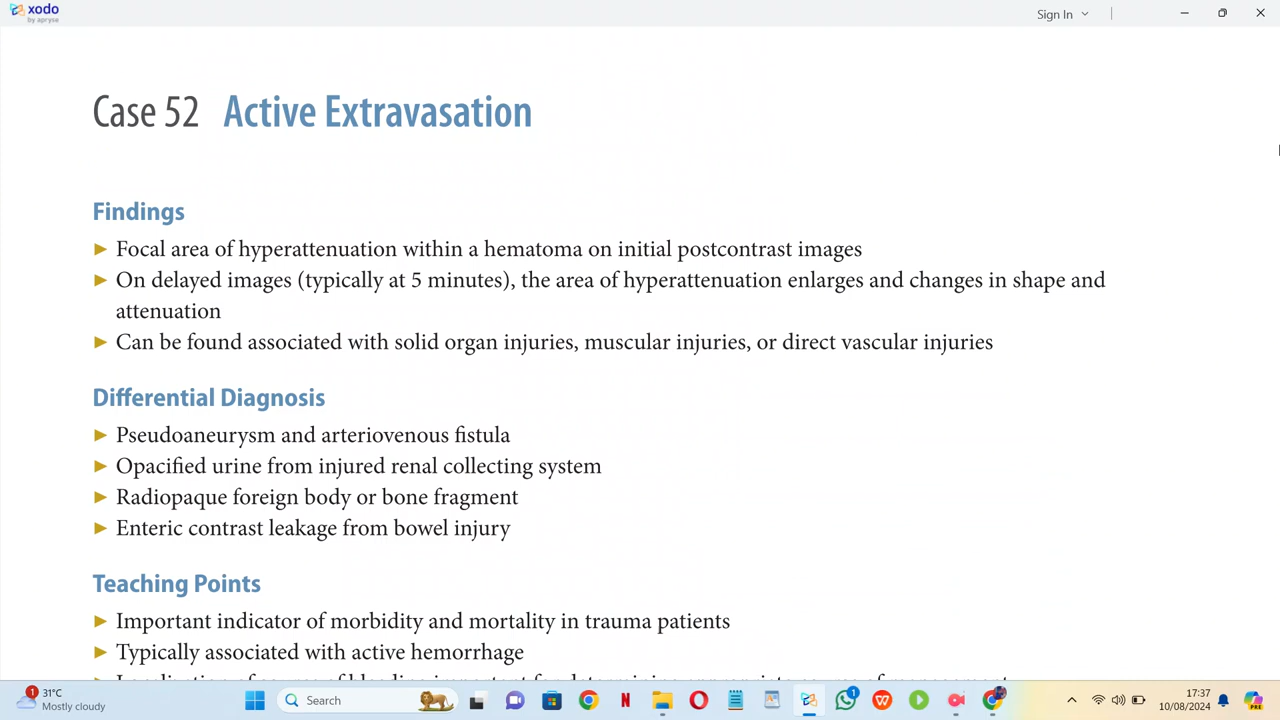 xodo
by apryse
Sign In
Case 52 Active Extravasation
Findings
► Focal area of hyperattenuation within a hematoma on initial postcontrast images
► On delayed images (typically at 5 minutes), the area of hyperattenuation enlarges and changes in shape and
attenuation
► Can be found associated with solid organ injuries, muscular injuries, or direct vascular injuries
Differential Diagnosis
► Pseudoaneurysm and arteriovenous fistula
► Opacified urine from injured renal collecting system
► Radiopaque foreign body or bone fragment
► Enteric contrast leakage from bowel injury
Teaching Points
► Important indicator of morbidity and mortality in trauma patients
► Typically associated with active hemorrhage
1
31°C
Mostly cloudy
Search
1
17:37
10/08/2024